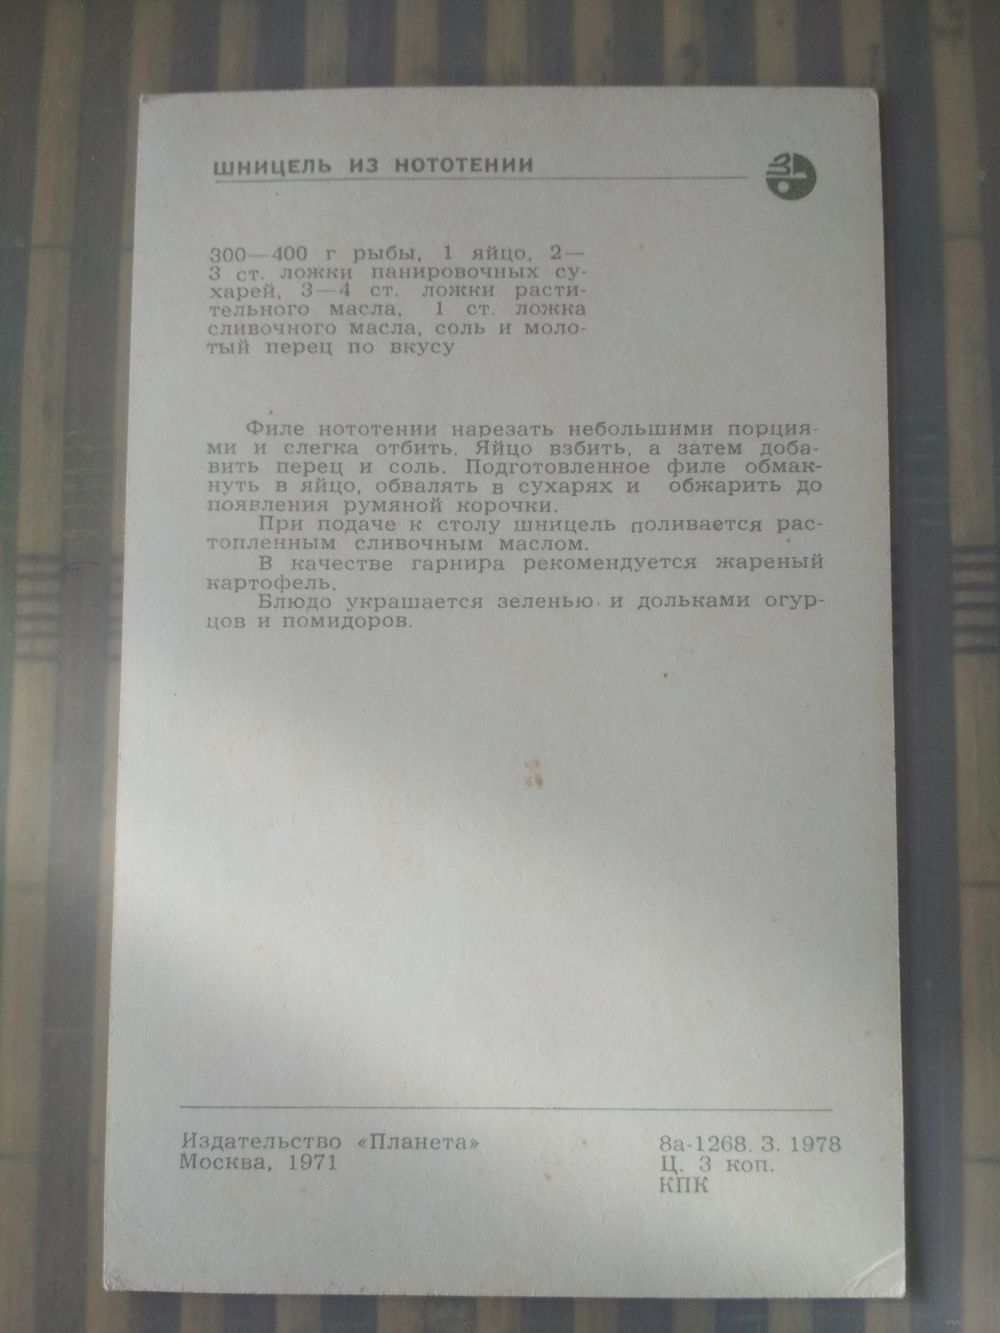 ШНИЦЕЛЬ ИЗ НОТОТЕНИИ
300—400 г рыбы, 1 яйцо, 2—
3 ст. ложки панировочных су-
харей, 3—4 ст. ложки расти-
тельного масла, 1 ст. ложка
сливочного масла, соль и моло-
тый перец по вкусу
Филе нототении нарезать небольшими порция-
ми и слегка отбить. Яйцо взбить, а затем доба-
вить перец и соль. Подготовленное филе обмак-
нуть в яйцо, обвалять в сухарях и обжарить до
появления румяной корочки.
При подаче к столу шницель поливается рас-
топленным сливочным маслом.
В качестве гарнира рекомендуется жареный
картофель.
Блюдо украшается зеленью и дольками огур-
цов и помидоров.
Издательство «Планета»
Москва, 1971
8а-1268. З. 1978
Ц. 3 коп.
КПК